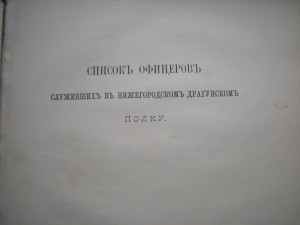 СПИСОКЪ ОФИЦЕРОВЪ
СЛУЖИВШИХЪ ВЪ НИЖЕГОРОДСКОМЪ ДРАГУНСКОМЪ
ПОЛКУ.